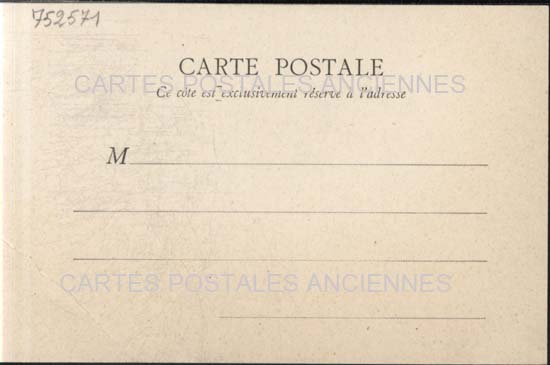 752571
CARTE POSTALE
CARTES POSTALES ANCIENNES
Ce côté est exclusivement réservé à l'adresse
M
CARTES POSTALES ANCIENNES